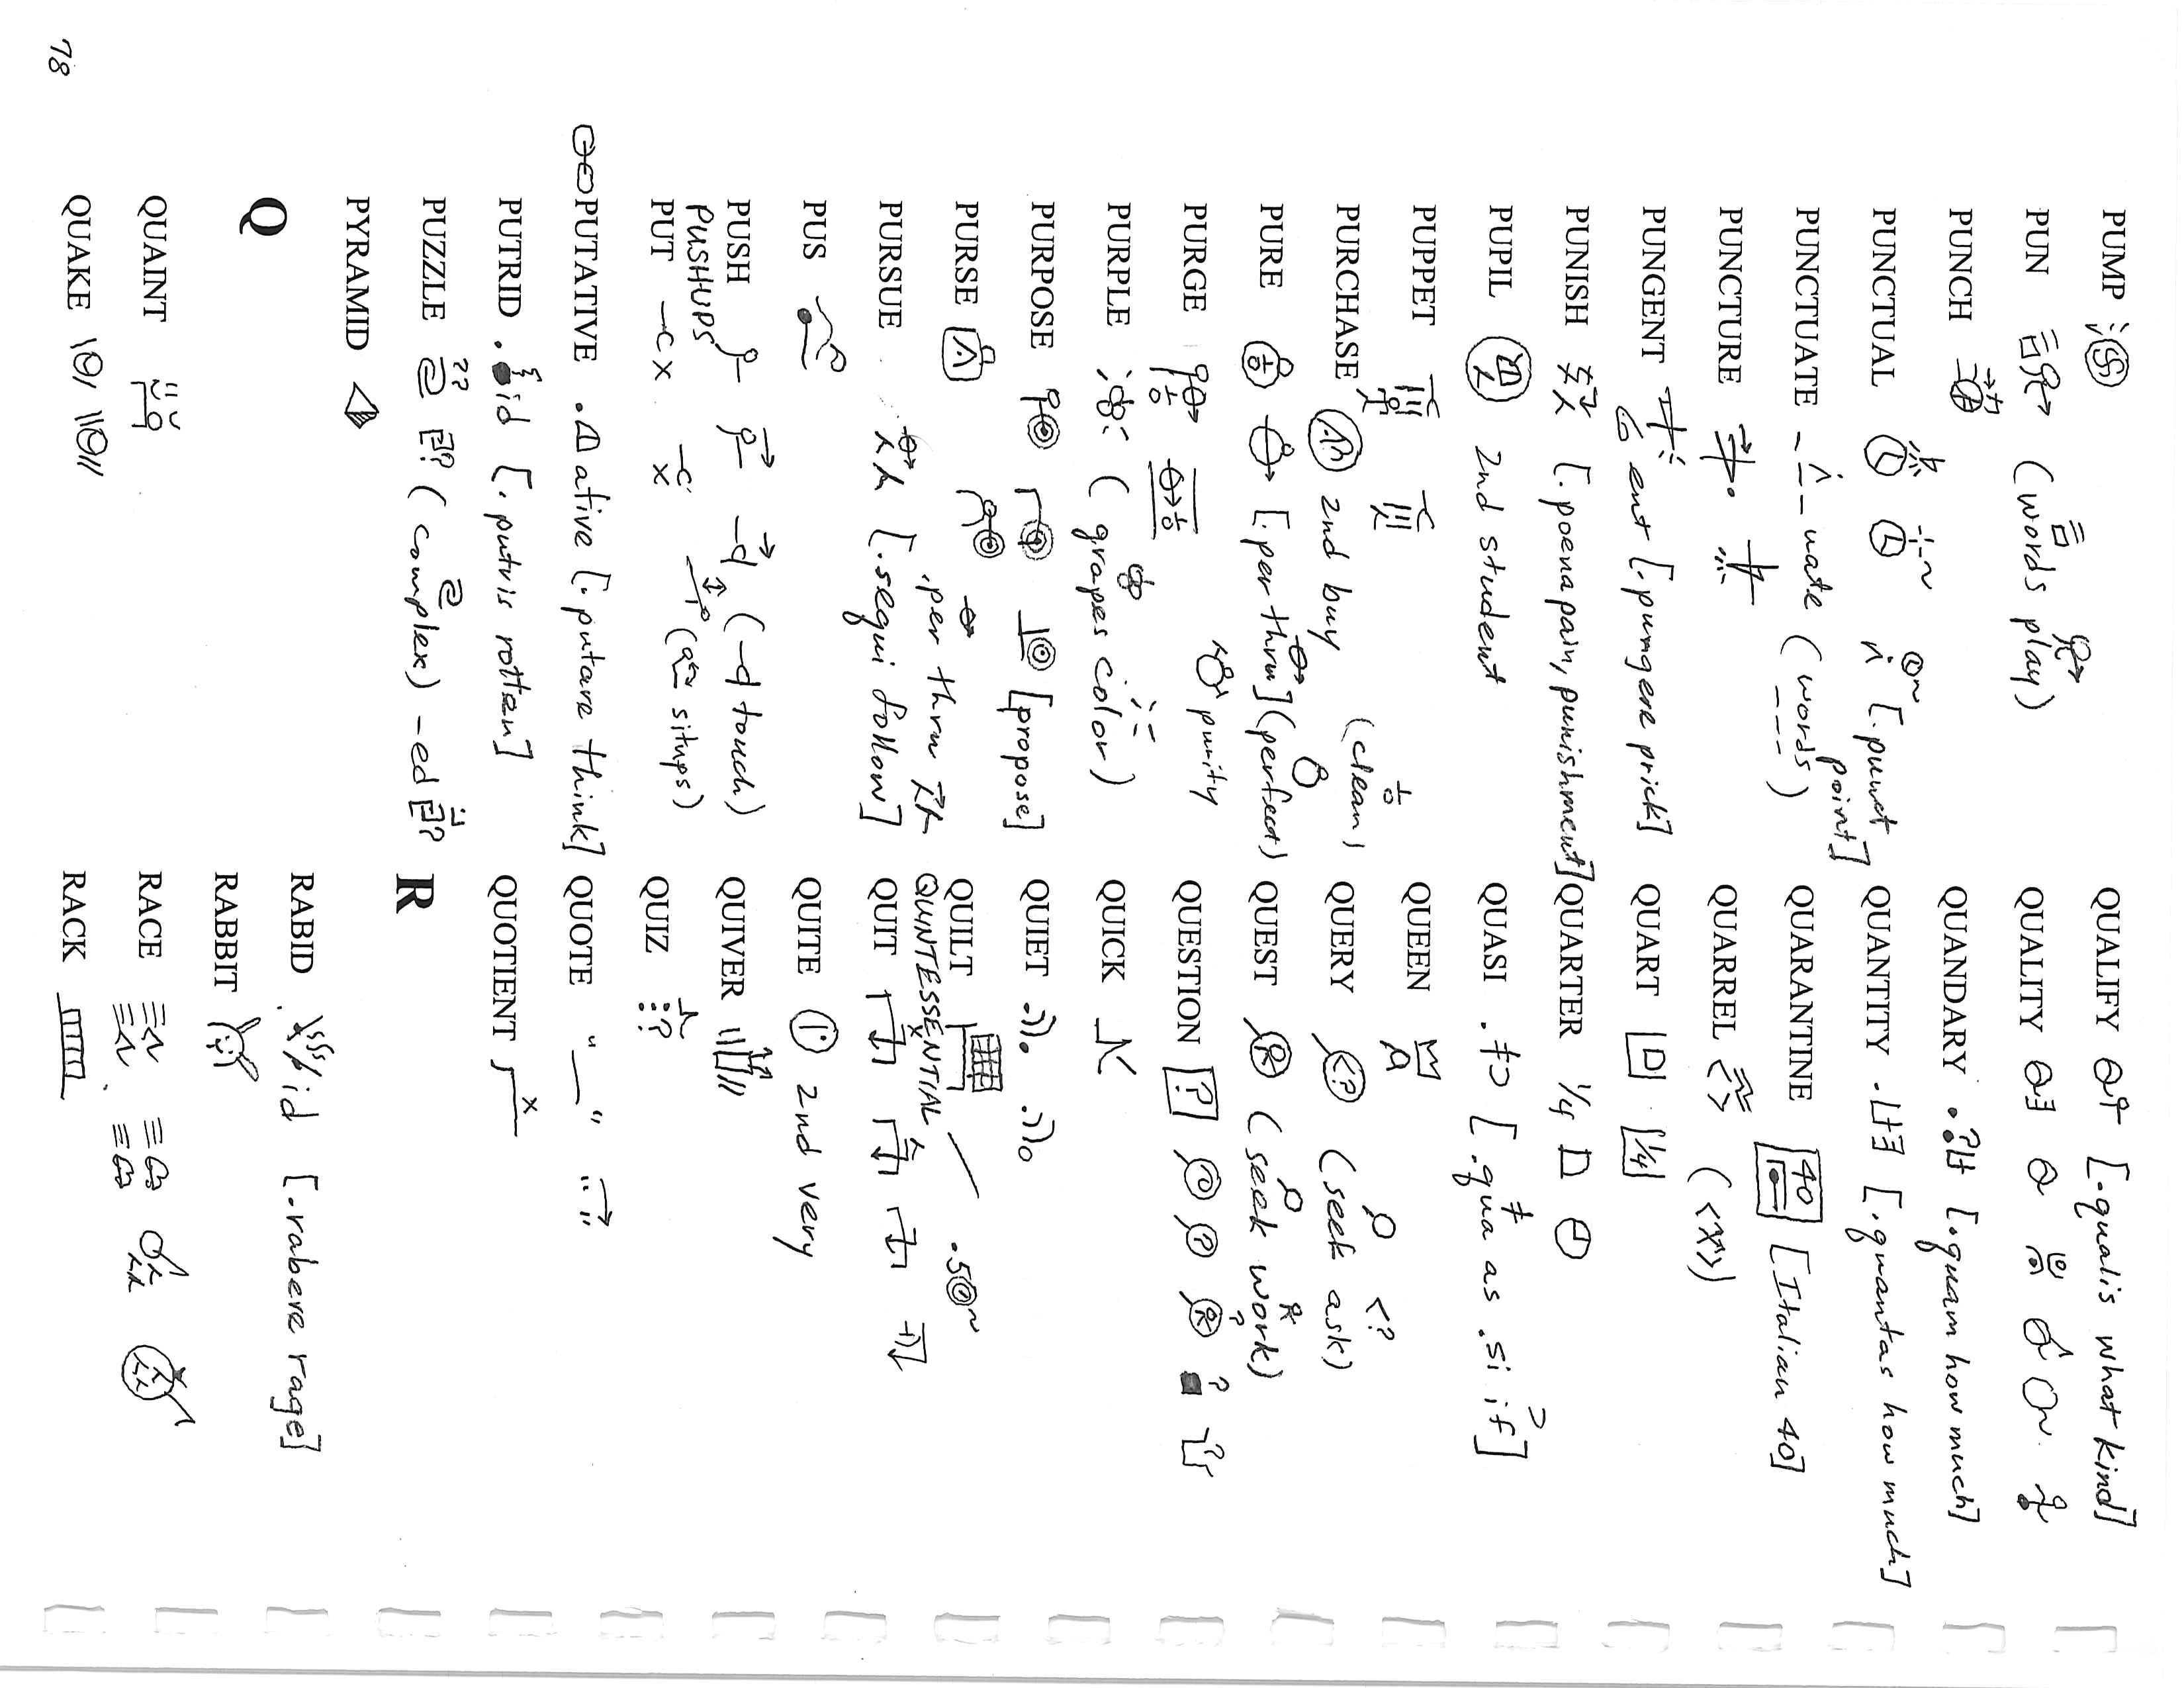 PUMP
PUN (words play)
PUNCH
PUNCTUAL [.punct point]
PUNCTUATE uate (words)
PUNCTURE
PUNGENT ent [.pungere prick]
PUNISH [.poena pain, punishment]
PUPIL 2nd student
PUPPET
PURCHASE 2nd buy (clean)
PURE [.per thru] (perfect)
PURGE purity
PURPLE (grapes color)
PURPOSE [propose]
PURSE
PURSUE [.sequi follow] .per thru
PUS
PUSH (-d touch)
PUSHUPS
PUT (situps)
PUTATIVE ative [.putare think]
PUTRID id [.putris rotten]
PUZZLE ?? ? (complex) -ed ?
PYRAMID
Q
QUAINT
QUAKE
QUALIFY [.qualis what kind]
QUALITY
QUANDARY [.quam how much]
QUANTITY [.quantas how much]
QUARANTINE 40 [Italian 40]
QUARREL
QUART 1/4
QUARTER 1/4
QUASI [.qua as .si if]
QUEEN
QUERY (seek ask)
QUEST (seek work)
QUESTION ?
QUICK
QUIET
QUILT
QUINTESSENTIAL .5
QUIT
QUITE 2nd very
QUIVER
QUIZ
QUOTE " "
QUOTIENT x
R
RABID id [.rabere rage]
RABBIT
RACE
RACK
78